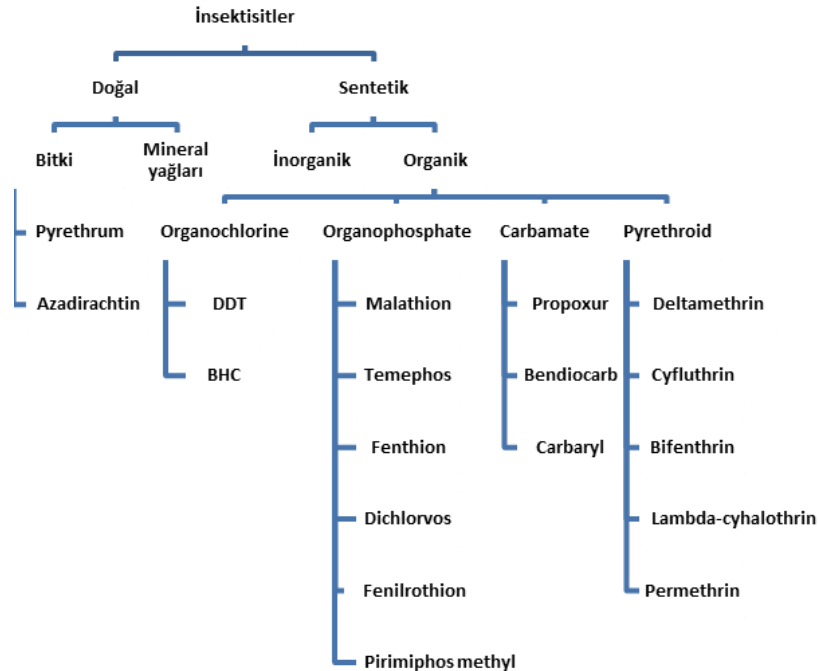 İnsektisitler
Doğal
Sentetik
Bitki
Mineral
yağları
İnorganik
Organik
Pyrethrum
Organochlorine
Organophosphate
Carbamate
Pyrethroid
Azadirachtin
DDT
Malathion
Propoxur
Deltamethrin
BHC
Temephos
Bendiocarb
Cyfluthrin
Fenthion
Carbaryl
Bifenthrin
Dichlorvos
Lambda-cyhalothrin
Fenilrothion
Permethrin
Pirimiphos methyl